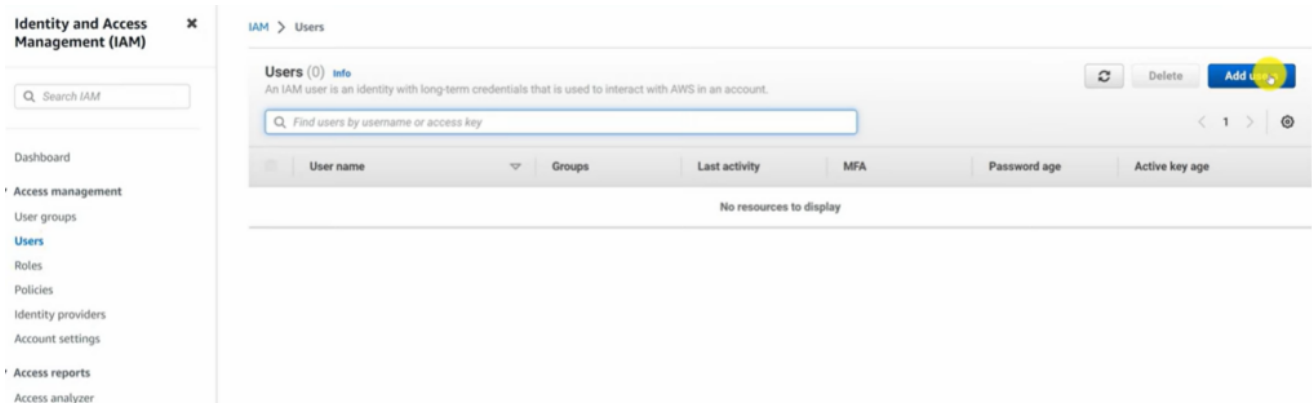 Identity and Access
Management (IAM)
Search IAM
Dashboard
Access management
User groups
Users
Roles
Policies
Identity providers
Account settings
Access reports
Access analyzer
IAM > Users
Users (0) Info
An IAM user is an identity with long-term credentials that is used to interact with AWS in an account.
Delete
Add
Find users by username or access key
1
User name Groups Last activity MFA Password age Active key age
No resources to display